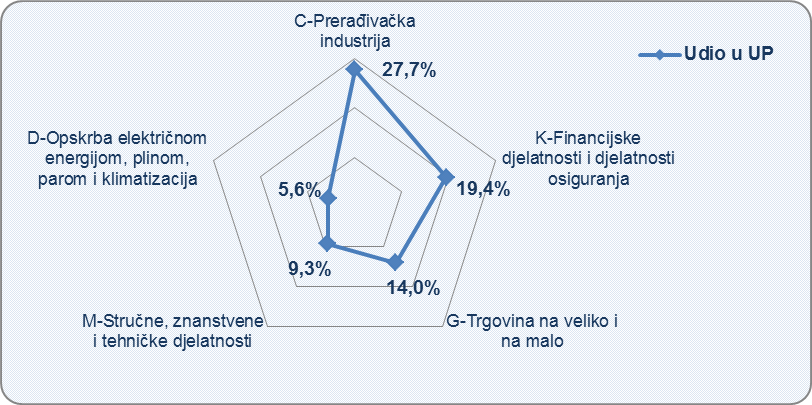 C-Prerađivačka
industrija
27,7%
Udio u UP
K-Financijske
djelatnosti i djelatnosti
osiguranja
19,4%
G-Trgovina na veliko i
na malo
14,0%
M-Stručne, znanstvene
i tehničke djelatnosti
9,3%
D-Opskrba električnom
energijom, plinom,
parom i klimatizacija
5,6%